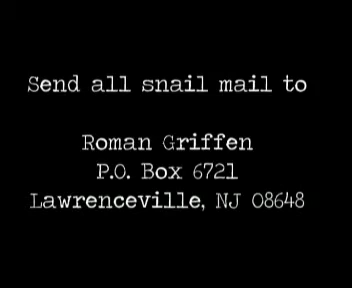 Send all snail mail to
Roman Griffen
P.O. Box 6721
Lawrenceville, NJ 08648